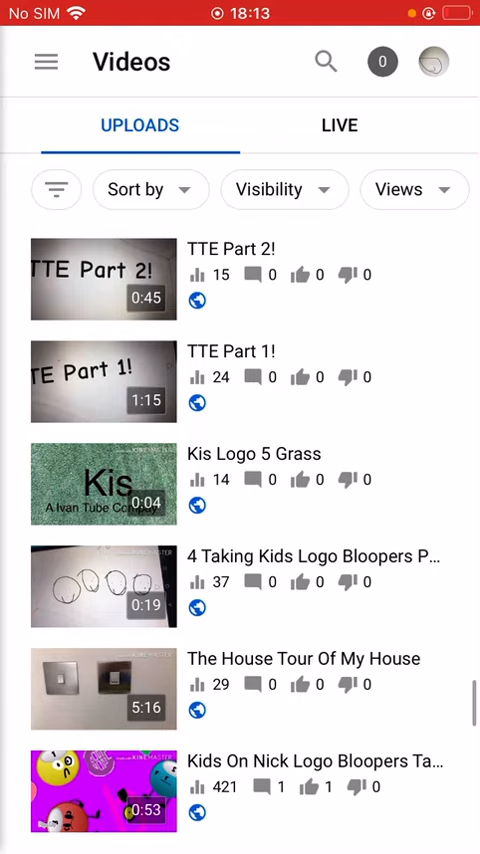 No SIM 18:13
Videos 0
UPLOADS LIVE
Sort by Visibility Views
TTE Part 2!
TTE Part 2!
0:45
15 0 0 0
TTE Part 1!
TE Part 1!
1:15
24 0 0 0
Kis Logo 5 Grass
Kis
A Ivan Tube Company
0:04
14 0 0 0
4 Taking Kids Logo Bloopers P...
KINEMASTER
0:19
37 0 0 0
The House Tour Of My House
KINEMASTER
5:16
29 0 0 0
Kids On Nick Logo Bloopers Ta...
KINEMASTER
0:53
421 1 1 0